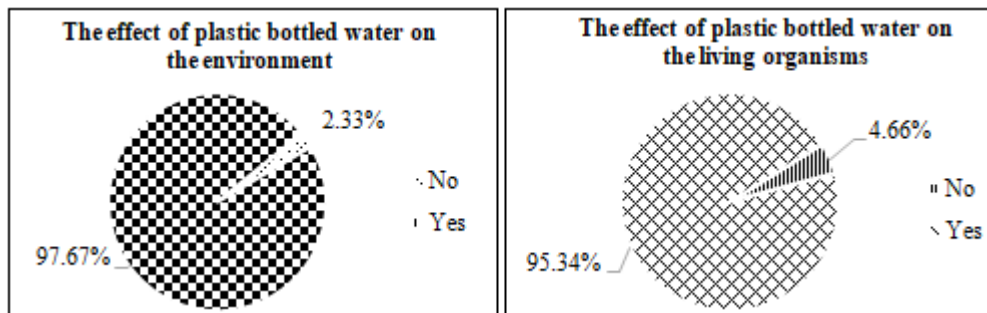 The effect of plastic bottled water on
the environment
2.33%
No
Yes
97.67%
The effect of plastic bottled water on
the living organisms
4.66%
No
Yes
95.34%